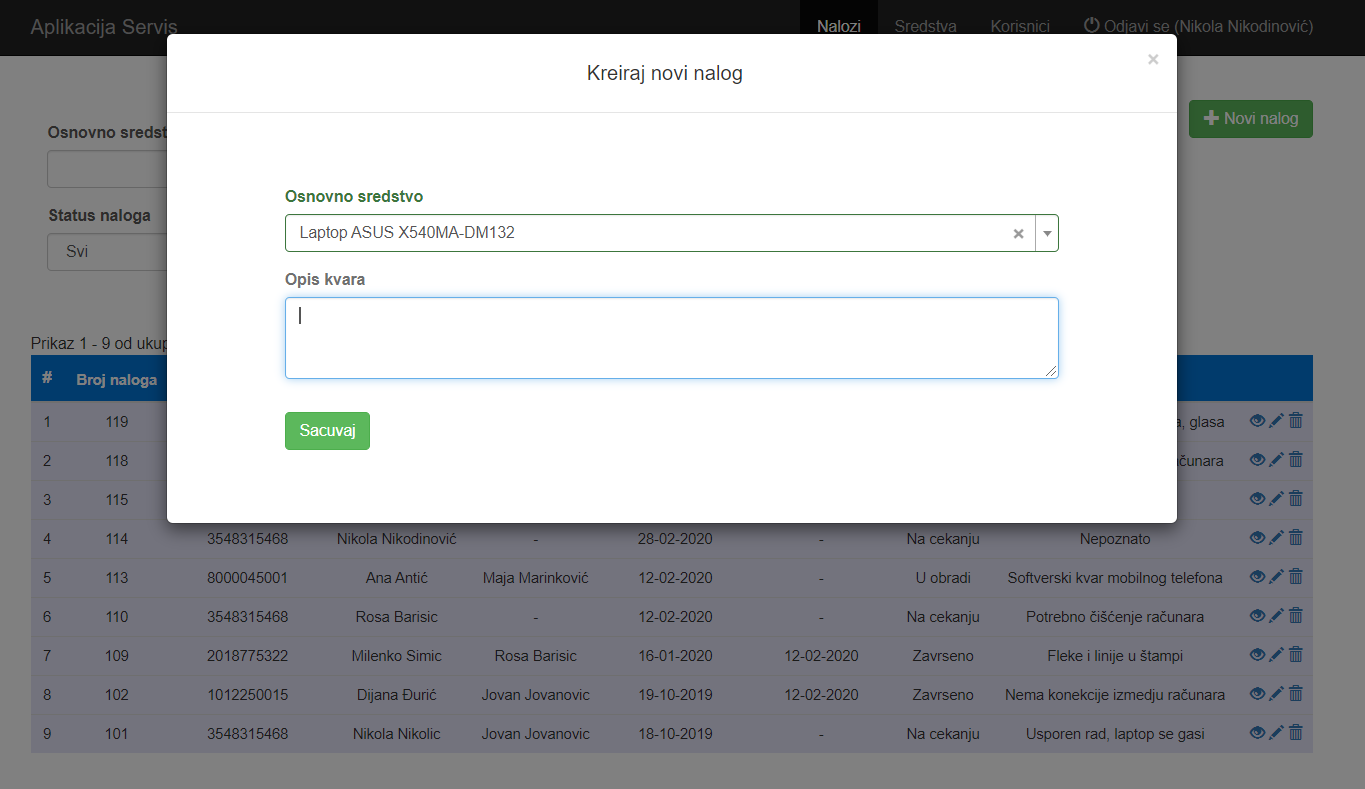 Aplikacija Servis Nalozi Sredstva Korisnici Odjavi se (Nikola Nikodinović)
Kreiraj novi nalog ×
Novi nalog
Osnovno sredst
Status naloga
Svi
Osnovno sredstvo
Laptop ASUS X540MA-DM132 ×
Opis kvara
Sacuvaj
Prikaz 1 - 9 od ukup
# Broj naloga
1 119 glasa
2 118 čunara
3 115
4 114 3548315468 Nikola Nikodinović - 28-02-2020 - Na cekanju Nepoznato
5 113 8000045001 Ana Antić Maja Marinković 12-02-2020 - U obradi Softverski kvar mobilnog telefona
6 110 3548315468 Rosa Barisic - 12-02-2020 - Na cekanju Potrebno čišćenje računara
7 109 2018775322 Milenko Simic Rosa Barisic 16-01-2020 12-02-2020 Zavrseno Fleke i linije u štampi
8 102 1012250015 Dijana Đurić Jovan Jovanovic 19-10-2019 12-02-2020 Zavrseno Nema konekcije izmedju računara
9 101 3548315468 Nikola Nikolic Jovan Jovanovic 18-10-2019 - Na cekanju Usporen rad, laptop se gasi